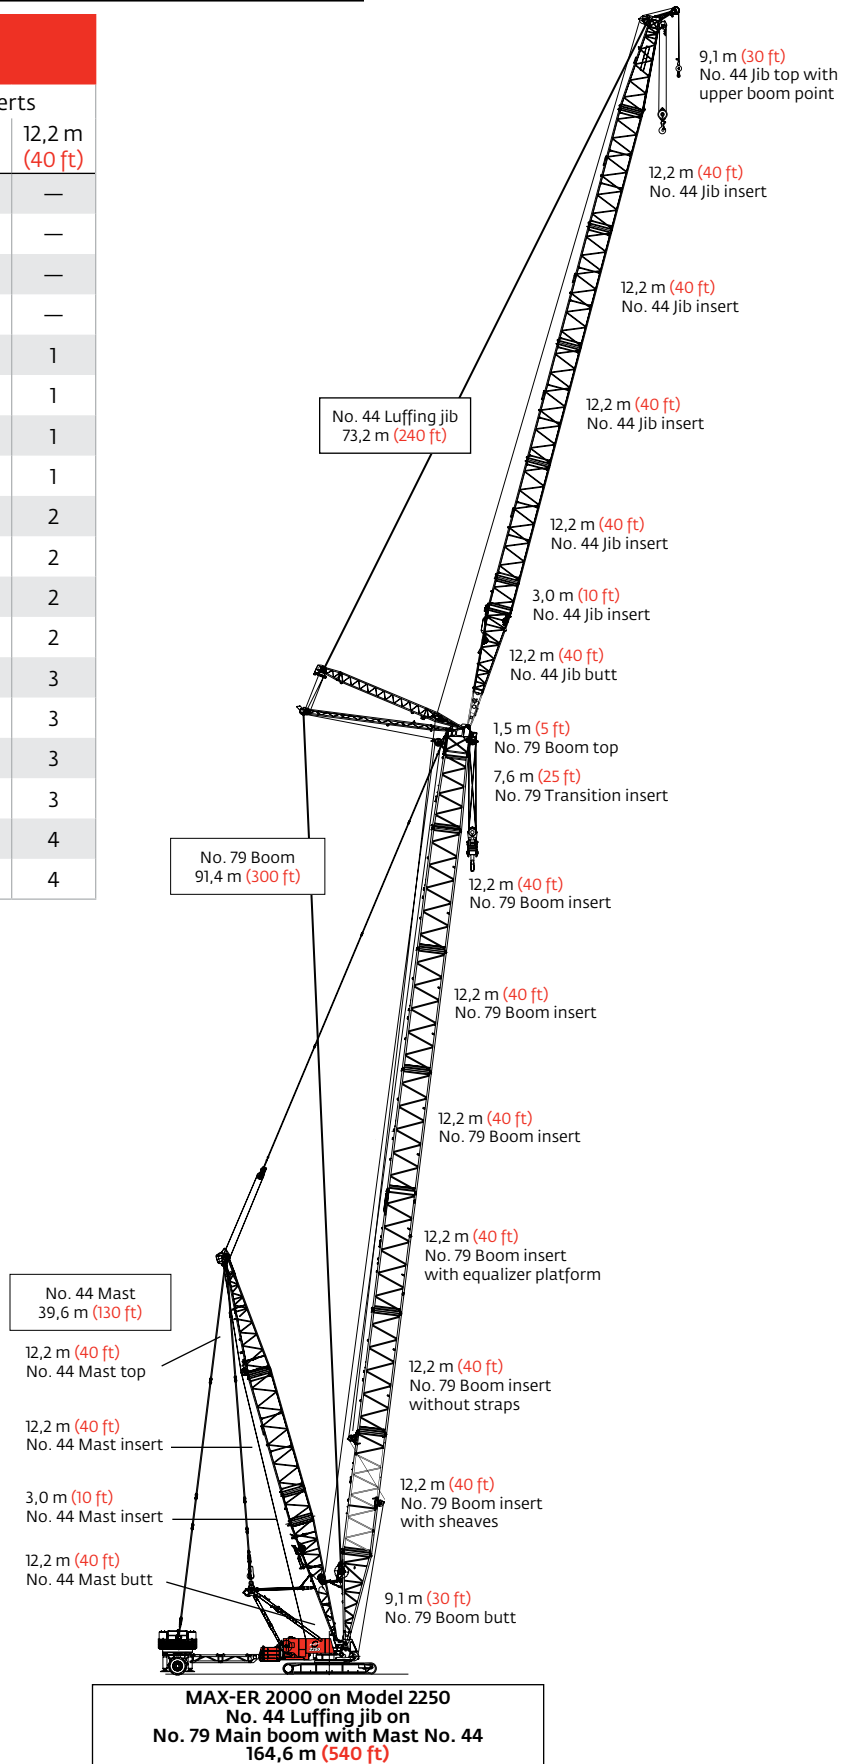 erts
12,2 m
(40 ft)
—
—
—
—
1
1
1
1
2
2
2
2
3
3
3
3
4
4
9,1 m (30 ft)
No. 44 Jib top with
upper boom point
12,2 m (40 ft)
No. 44 Jib insert
12,2 m (40 ft)
No. 44 Jib insert
12,2 m (40 ft)
No. 44 Jib insert
No. 44 Luffing jib
73,2 m (240 ft)
12,2 m (40 ft)
No. 44 Jib insert
3,0 m (10 ft)
No. 44 Jib insert
12,2 m (40 ft)
No. 44 Jib butt
1,5 m (5 ft)
No. 79 Boom top
7,6 m (25 ft)
No. 79 Transition insert
No. 79 Boom
91,4 m (300 ft)
12,2 m (40 ft)
No. 79 Boom insert
12,2 m (40 ft)
No. 79 Boom insert
12,2 m (40 ft)
No. 79 Boom insert
12,2 m (40 ft)
No. 79 Boom insert
with equalizer platform
No. 44 Mast
39,6 m (130 ft)
12,2 m (40 ft)
No. 44 Mast top
12,2 m (40 ft)
No. 79 Boom insert
without straps
12,2 m (40 ft)
No. 44 Mast insert
12,2 m (40 ft)
No. 79 Boom insert
with sheaves
3,0 m (10 ft)
No. 44 Mast insert
12,2 m (40 ft)
No. 44 Mast butt
9,1 m (30 ft)
No. 79 Boom butt
2250
MAX-ER 2000 on Model 2250
No. 44 Luffing jib on
No. 79 Main boom with Mast No. 44
164,6 m (540 ft)